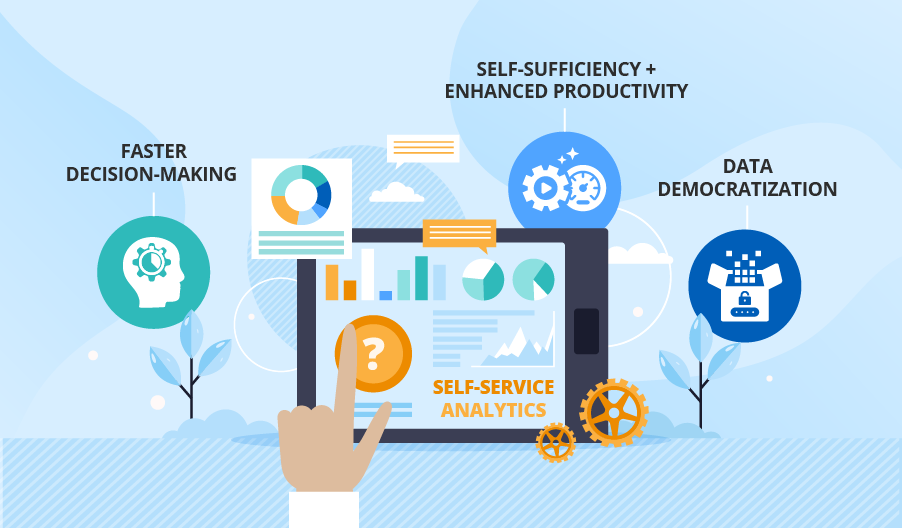 SELF-SUFFICIENCY +
ENHANCED PRODUCTIVITY
FASTER
DECISION-MAKING
DATA
DEMOCRATIZATION
?
SELF-SERVICE
ANALYTICS